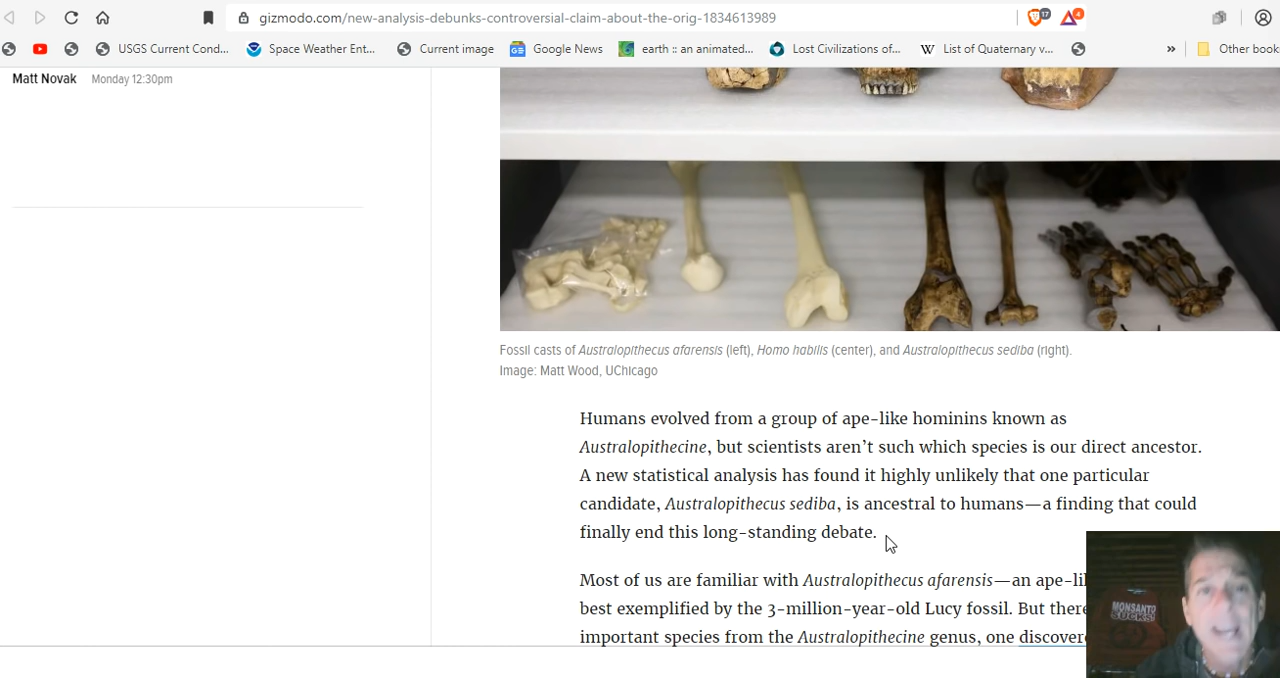 gizmodo.com/new-analysis-debunks-controversial-claim-about-the-orig-1834613989
17
4
USGS Current Cond...
Space Weather Ent...
Current image
Google News
earth :: an animated...
Lost Civilizations of...
W
List of Quaternary v...
»
Other book
Matt Novak Monday 12:30pm
Fossil casts of Australopithecus afarensis (left), Homo habilis (center), and Australopithecus sediba (right).
Image: Matt Wood, UChicago
Humans evolved from a group of ape-like hominins known as
Australopithecine, but scientists aren't such which species is our direct ancestor.
A new statistical analysis has found it highly unlikely that one particular
candidate, Australopithecus sediba, is ancestral to humans—a finding that could
finally end this long-standing debate.
Most of us are familiar with Australopithecus afarensis—an ape-lik
best exemplified by the 3-million-year-old Lucy fossil. But there
important species from the Australopithecine genus, one discovere
MONSANTO
SUCKS!